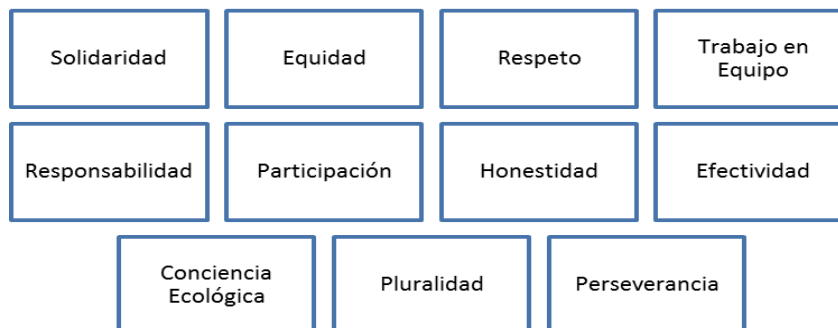 Solidaridad
Equidad
Respeto
Trabajo en
Equipo
Responsabilidad
Participación
Honestidad
Efectividad
Conciencia
Ecológica
Pluralidad
Perseverancia